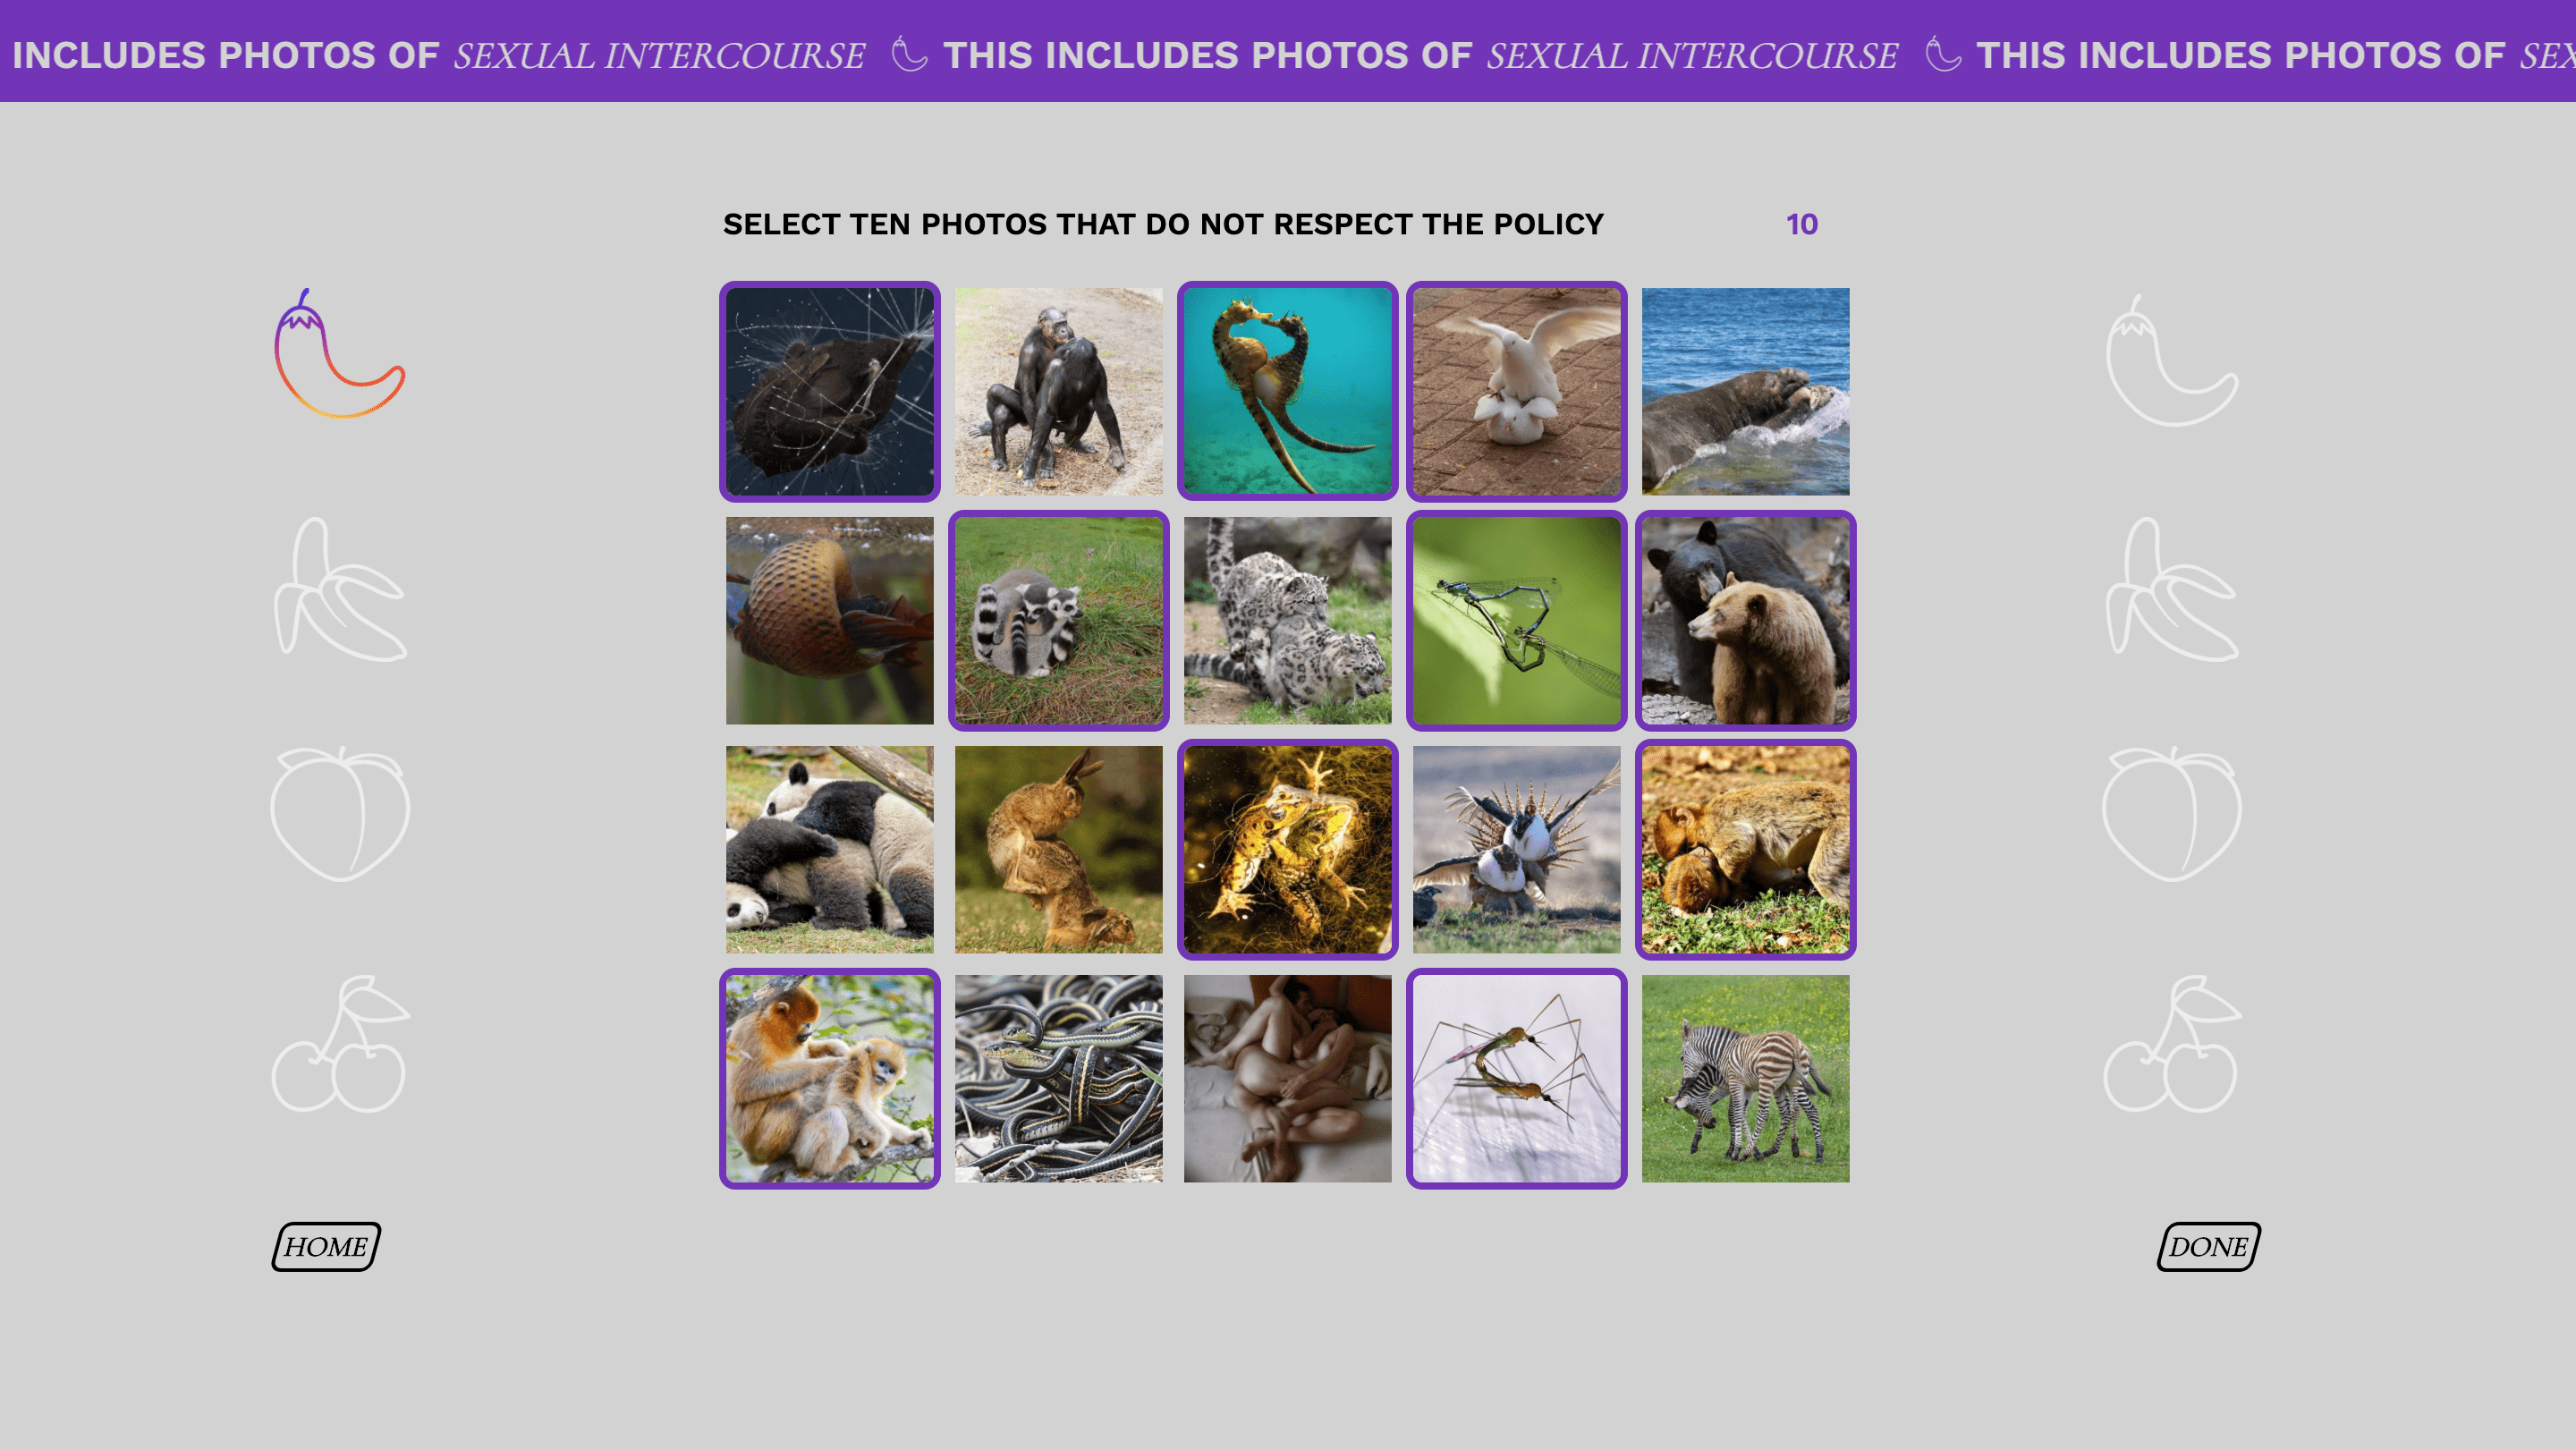 INCLUDES PHOTOS OF SEXUAL INTERCOURSE THIS INCLUDES PHOTOS OF SEXUAL INTERCOURSE THIS INCLUDES PHOTOS OF SEX
SELECT TEN PHOTOS THAT DO NOT RESPECT THE POLICY 10
HOME DONE